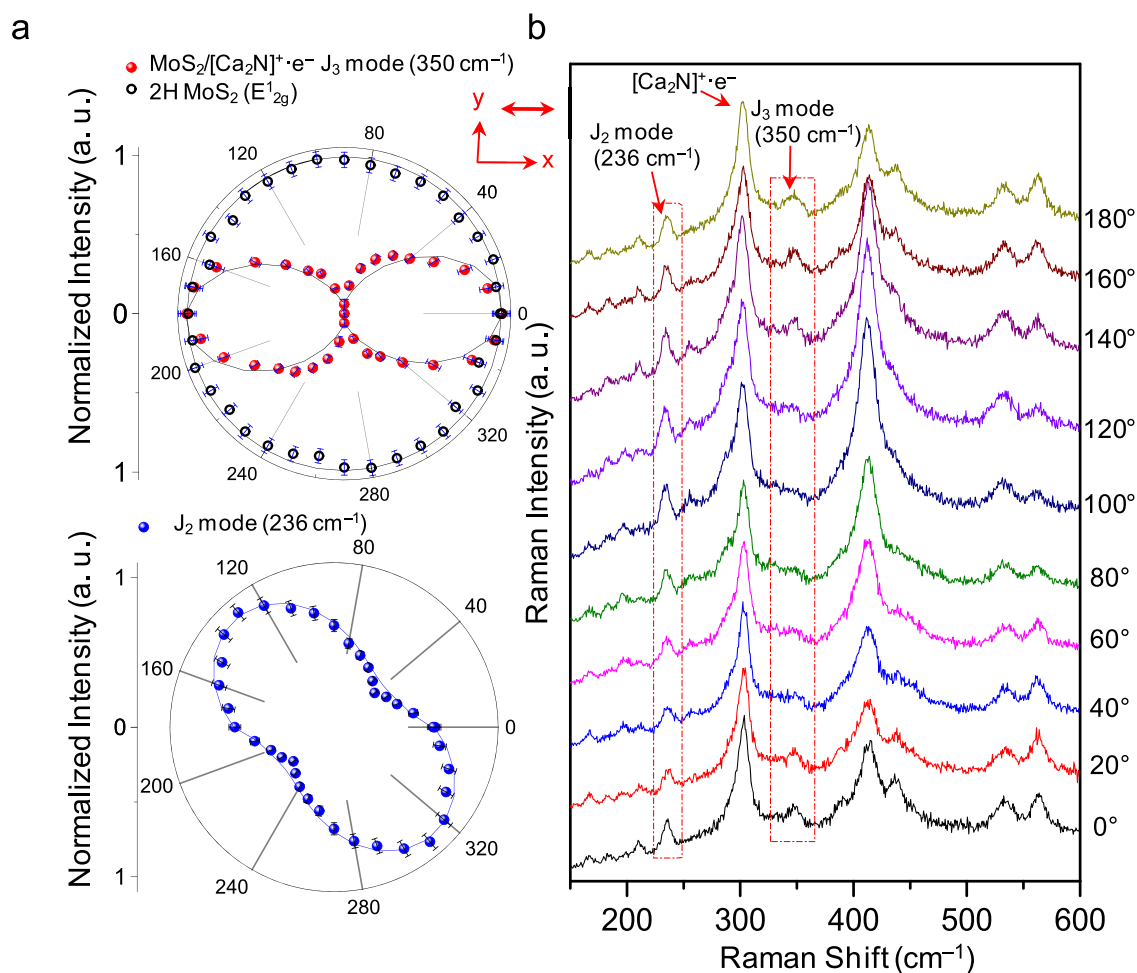 a
MoS₂/[Ca₂N]⁺·e⁻ J₃ mode (350 cm⁻¹)
2H MoS₂ (E¹₂g)
y
x
Normalized Intensity (a. u.)
1
0
1
80
120
40
160
0
200
320
240
280
J₂ mode (236 cm⁻¹)
Normalized Intensity (a. u.)
1
0
1
80
120
40
160
0
200
320
240
280
b
[Ca₂N]⁺·e⁻
J₃ mode
(350 cm⁻¹)
J₂ mode
(236 cm⁻¹)
180°
160°
140°
120°
100°
80°
60°
40°
20°
0°
Raman Intensity (a. u.)
200
300
400
500
600
Raman Shift (cm⁻¹)